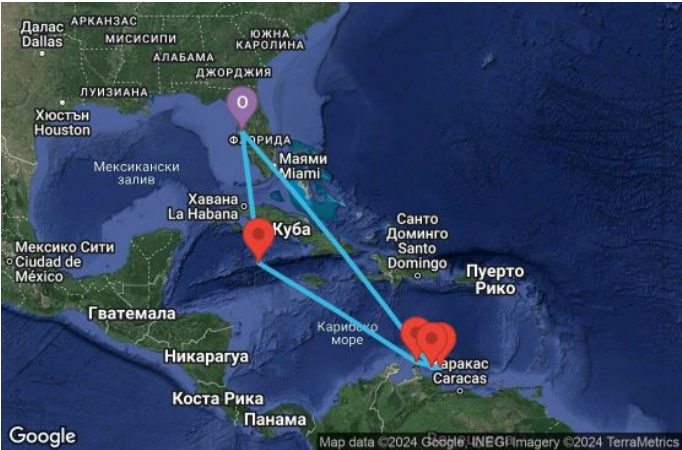 АРКАНЗАС
Далас
Dallas
МИСИСИПИ
ЮЖНА
КАРОЛИНА
АЛАБАМА
ДЖОРДЖИЯ
ЛУИЗИАНА
Хюстън
Houston
O
ФЛОРИДА
Маями
Miami
Мексикански
залив
Хавана
La Habana
Куба
Санто
Доминго
Santo
Domingo
Мексико Сити
Ciudad de
México
Пуерто
Рико
Гватемала
Карибско
море
Никарагуа
Каракас
Caracas
Коста Рика
Панама
Google
Map data ©2024 Google, INEGI Imagery ©2024 TerraMetrics